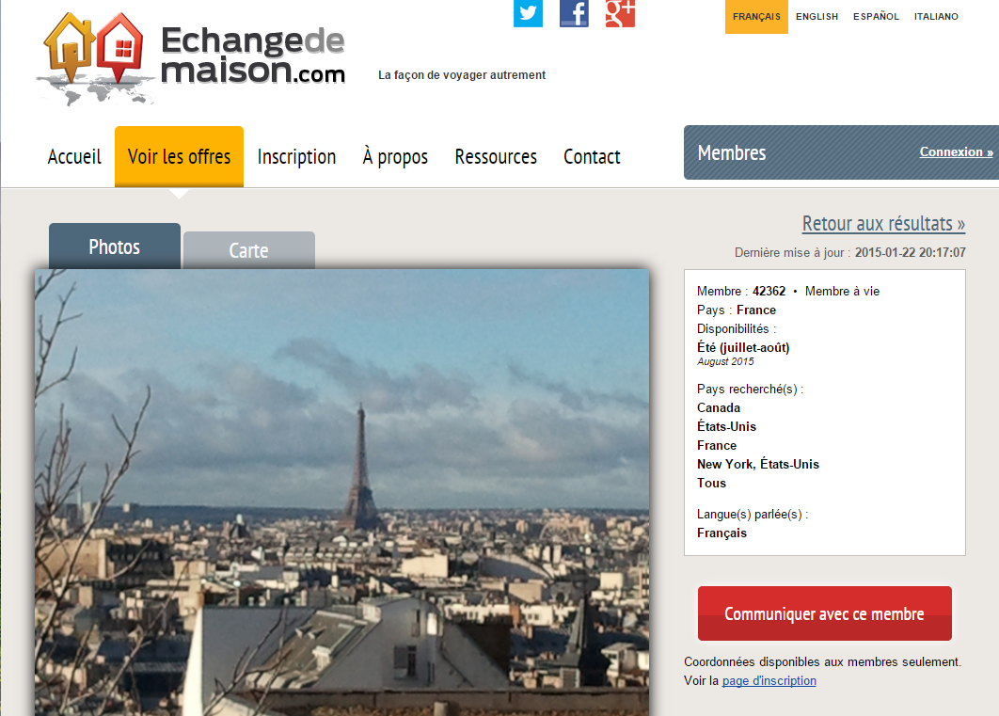 Echangede
maison.com
La façon de voyager autrement
FRANÇAIS ENGLISH ESPAÑOL ITALIANO
Accueil Voir les offres Inscription À propos Ressources Contact
Membres Connexion »
Photos Carte
Retour aux résultats »
Dernière mise à jour : 2015-01-22 20:17:07
Membre : 42362 • Membre à vie
Pays : France
Disponibilités :
Été (juillet-août)
August 2015
Pays recherché(s) :
Canada
États-Unis
France
New York, États-Unis
Tous
Langue(s) parlée(s) :
Français
Communiquer avec ce membre
Coordonnées disponibles aux membres seulement.
Voir la page d'inscription